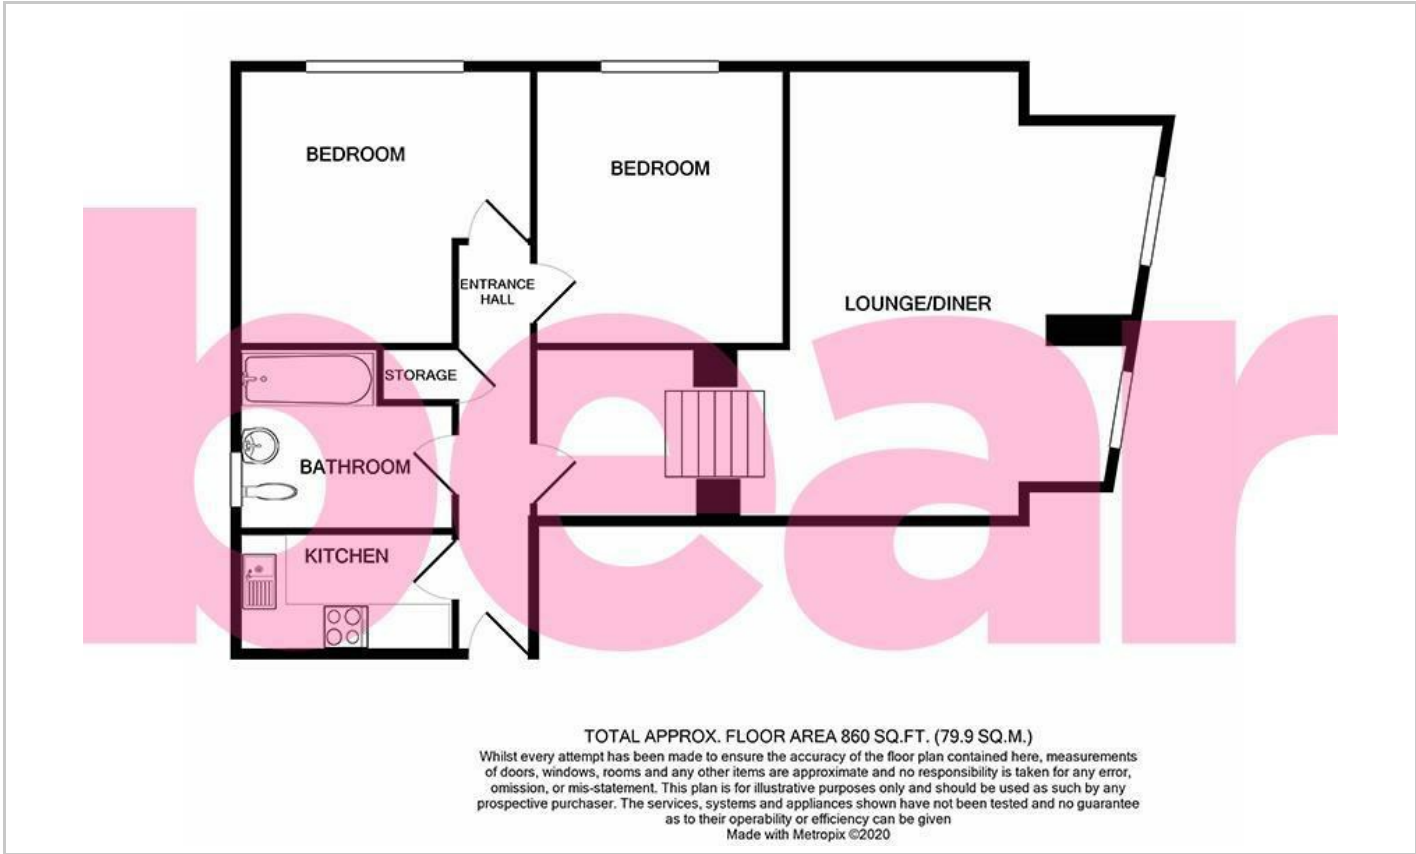 BEDROOM
BEDROOM
ENTRANCE
HALL
LOUNGE/DINER
STORAGE
BATHROOM
KITCHEN
bear
TOTAL APPROX. FLOOR AREA 860 SQ.FT. (79.9 SQ.M.)
Whilst every attempt has been made to ensure the accuracy of the floor plan contained here, measurements
of doors, windows, rooms and any other items are approximate and no responsibility is taken for any error,
omission, or mis-statement. This plan is for illustrative purposes only and should be used as such by any
prospective purchaser. The services, systems and appliances shown have not been tested and no guarantee
as to their operability or efficiency can be given
Made with Metropix ©2020